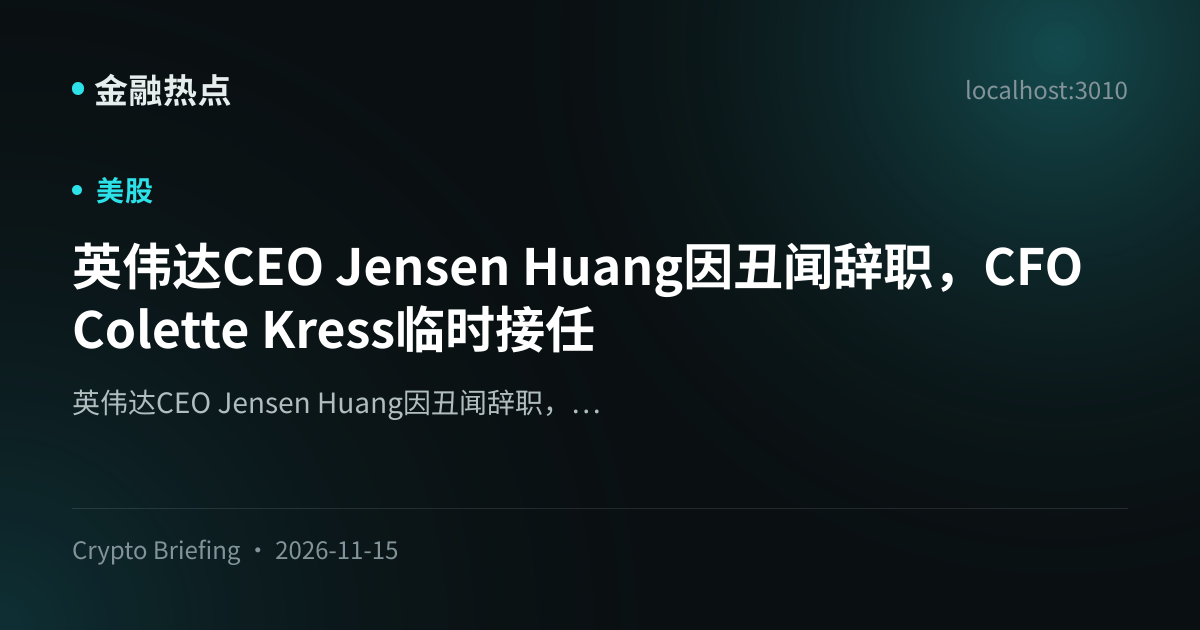 金融热点
localhost:3010
美股
英伟达CEO Jensen Huang因丑闻辞职，CFO
Colette Kress临时接任
英伟达CEO Jensen Huang因丑闻辞职，…
Crypto Briefing · 2026-11-15